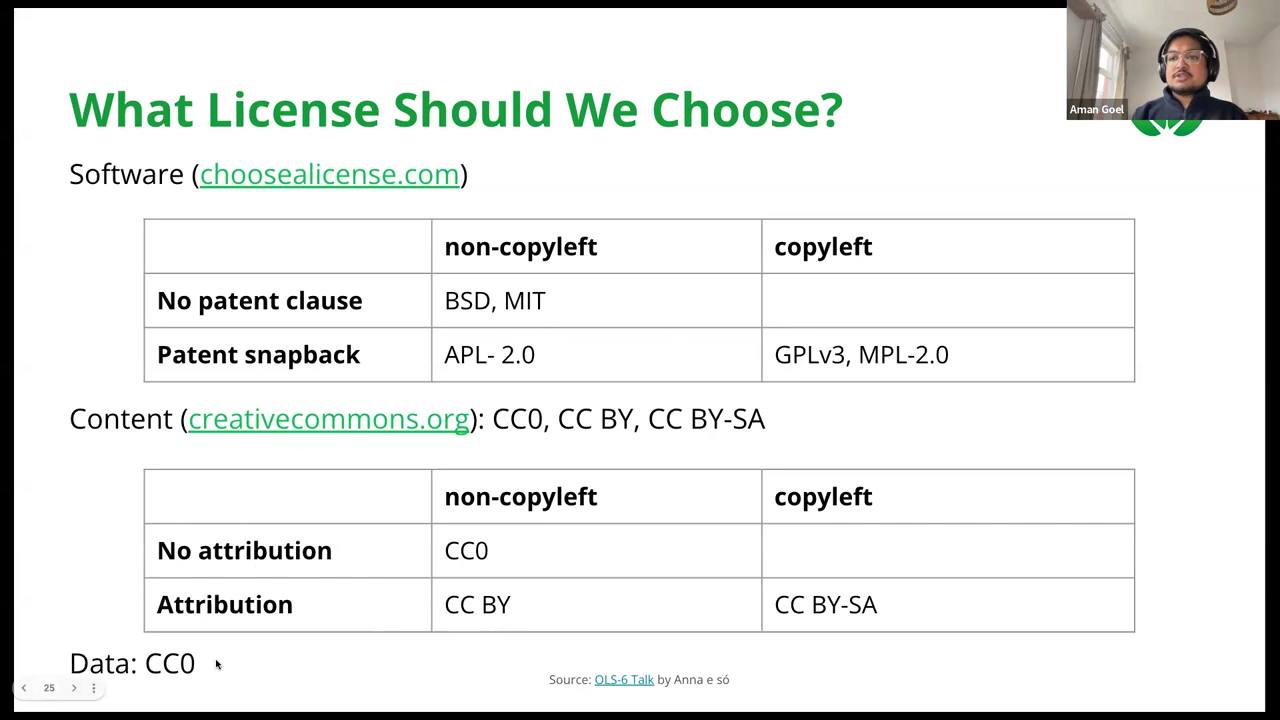 What License Should We Choose?
Aman Goel
Software (choosealicense.com)
non-copyleft copyleft
No patent clause BSD, MIT
Patent snapback APL- 2.0 GPLv3, MPL-2.0
Content (creativecommons.org): CC0, CC BY, CC BY-SA
non-copyleft copyleft
No attribution CC0
Attribution CC BY CC BY-SA
Data: CC0
25
Source: OLS-6 Talk by Anna e só